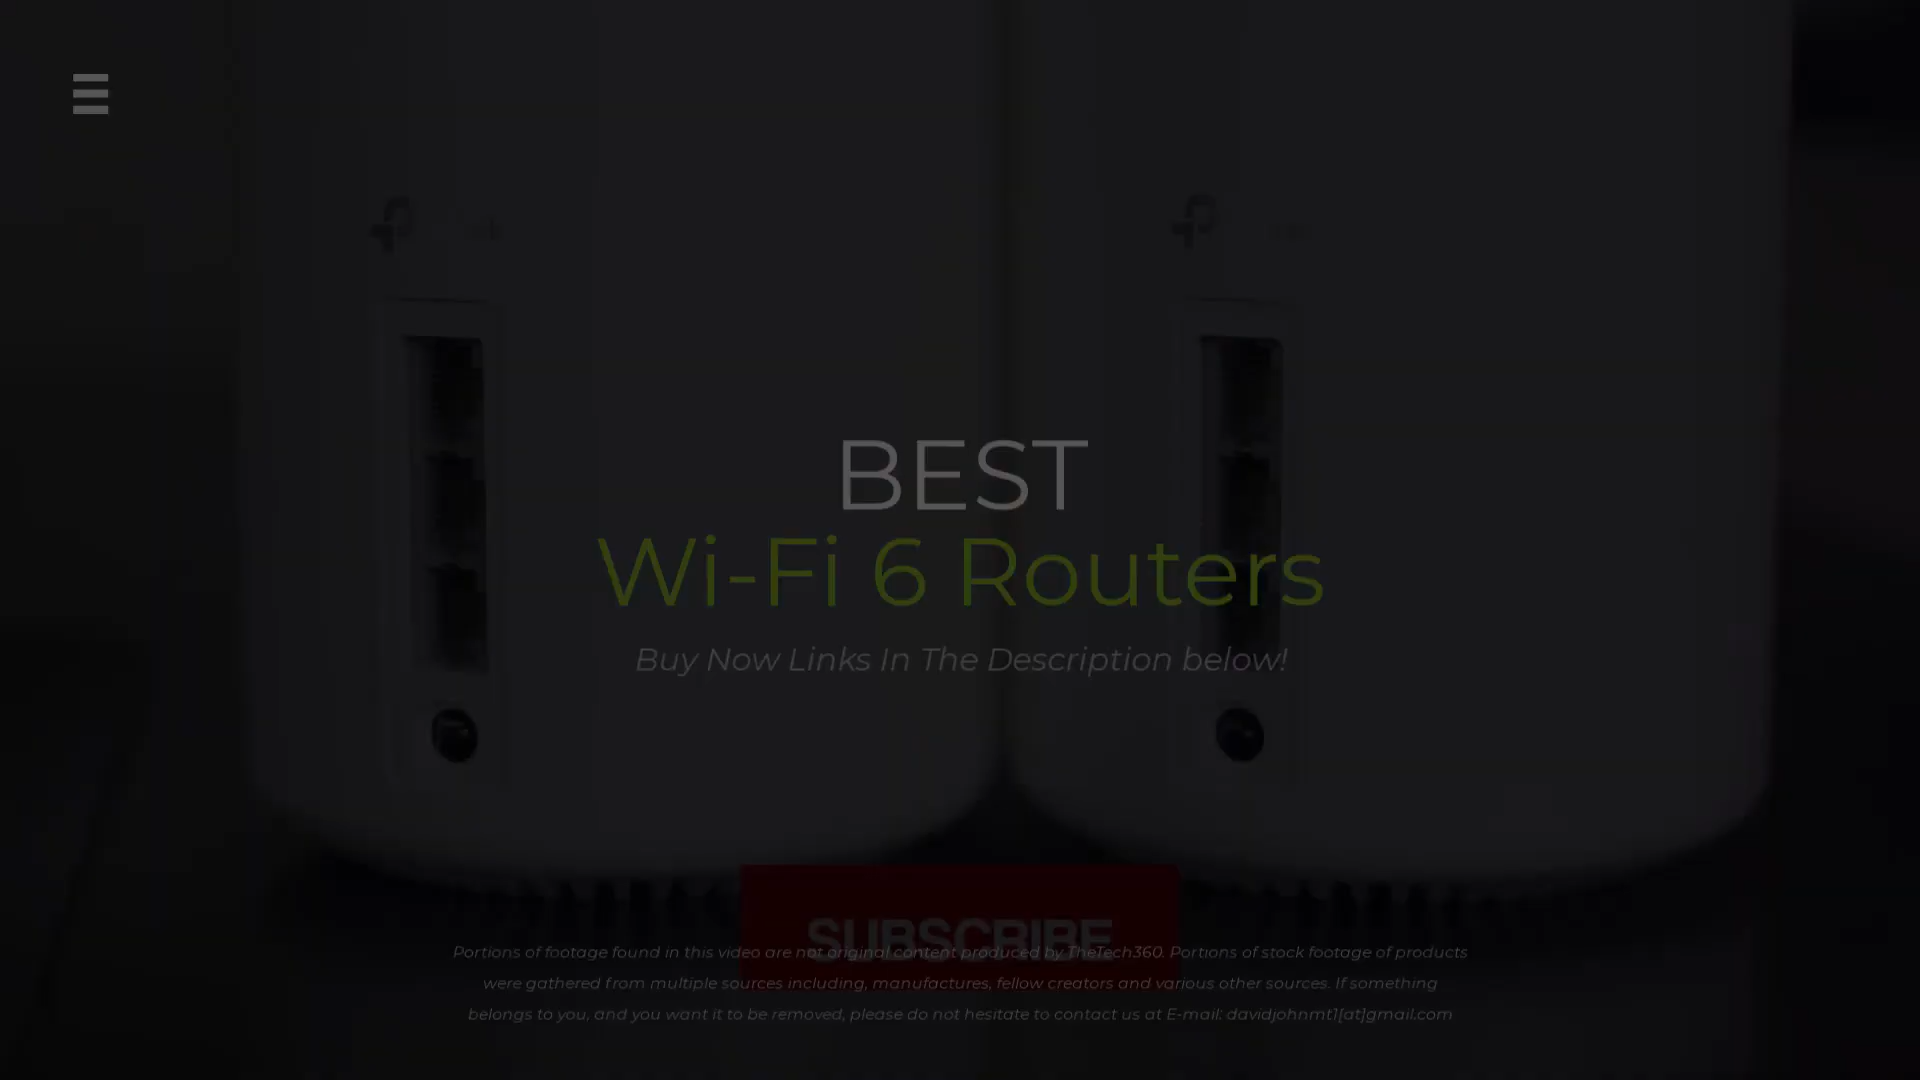 BEST
Wi-Fi 6 Routers
Buy Now Links In The Description below!
SUBSCRIBE
Portions of footage found in this video are not original content produced by TheTech360. Portions of stock footage of products
were gathered from multiple sources including, manufactures, fellow creators and various other sources. If something
belongs to you, and you want it to be removed, please do not hesitate to contact us at E-mail: davidjohnmt1[at]gmail.com